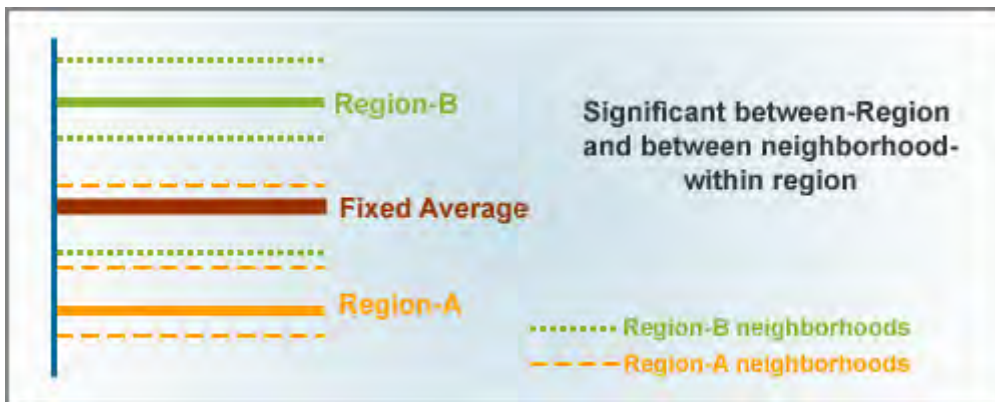 Region-B
Significant between-Region
and between neighborhood-
within region
Fixed Average
Region-A
Region-B neighborhoods
Region-A neighborhoods